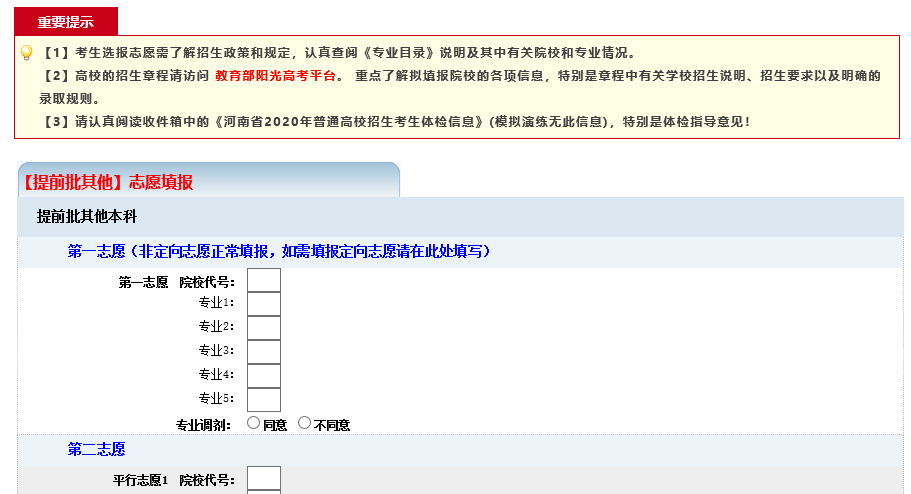 重要提示
【1】考生选报志愿需了解招生政策和规定，认真查阅《专业目录》说明及其中有关院校和专业情况。
【2】高校的招生章程请访问 教育部阳光高考平台。 重点了解拟填报院校的各项信息，特别是章程中有关学校招生说明、招生要求以及明确的
录取规则。
【3】请认真阅读收件箱中的《河南省2020年普通高校招生考生体检信息》(模拟演练无此信息)，特别是体检指导意见！
【提前批其他】志愿填报
提前批其他本科
第一志愿（非定向志愿正常填报，如需填报定向志愿请在此处填写）
第一志愿 院校代号：
专业1：
专业2：
专业3：
专业4：
专业5：
专业调剂： 同意 不同意
第二志愿
平行志愿1 院校代号：